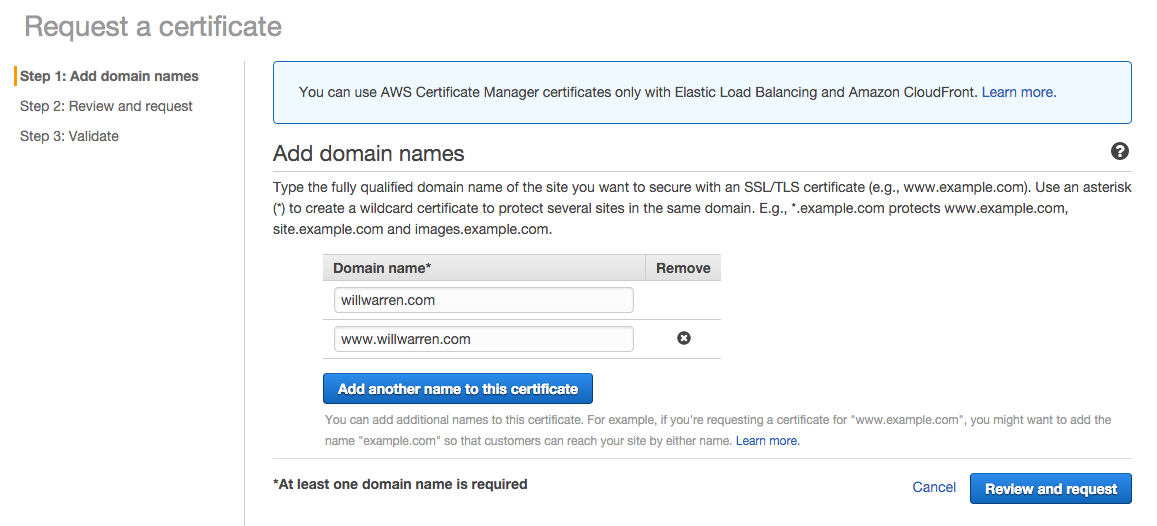 Request a certificate
Step 1: Add domain names
Step 2: Review and request
Step 3: Validate
You can use AWS Certificate Manager certificates only with Elastic Load Balancing and Amazon CloudFront. Learn more.
Add domain names
Type the fully qualified domain name of the site you want to secure with an SSL/TLS certificate (e.g., www.example.com). Use an asterisk
(*) to create a wildcard certificate to protect several sites in the same domain. E.g., *.example.com protects www.example.com,
site.example.com and images.example.com.
Domain name* Remove
willwarren.com
www.willwarren.com
Add another name to this certificate
You can add additional names to this certificate. For example, if you're requesting a certificate for "www.example.com", you might want to add the
name "example.com" so that customers can reach your site by either name. Learn more.
*At least one domain name is required
Cancel Review and request